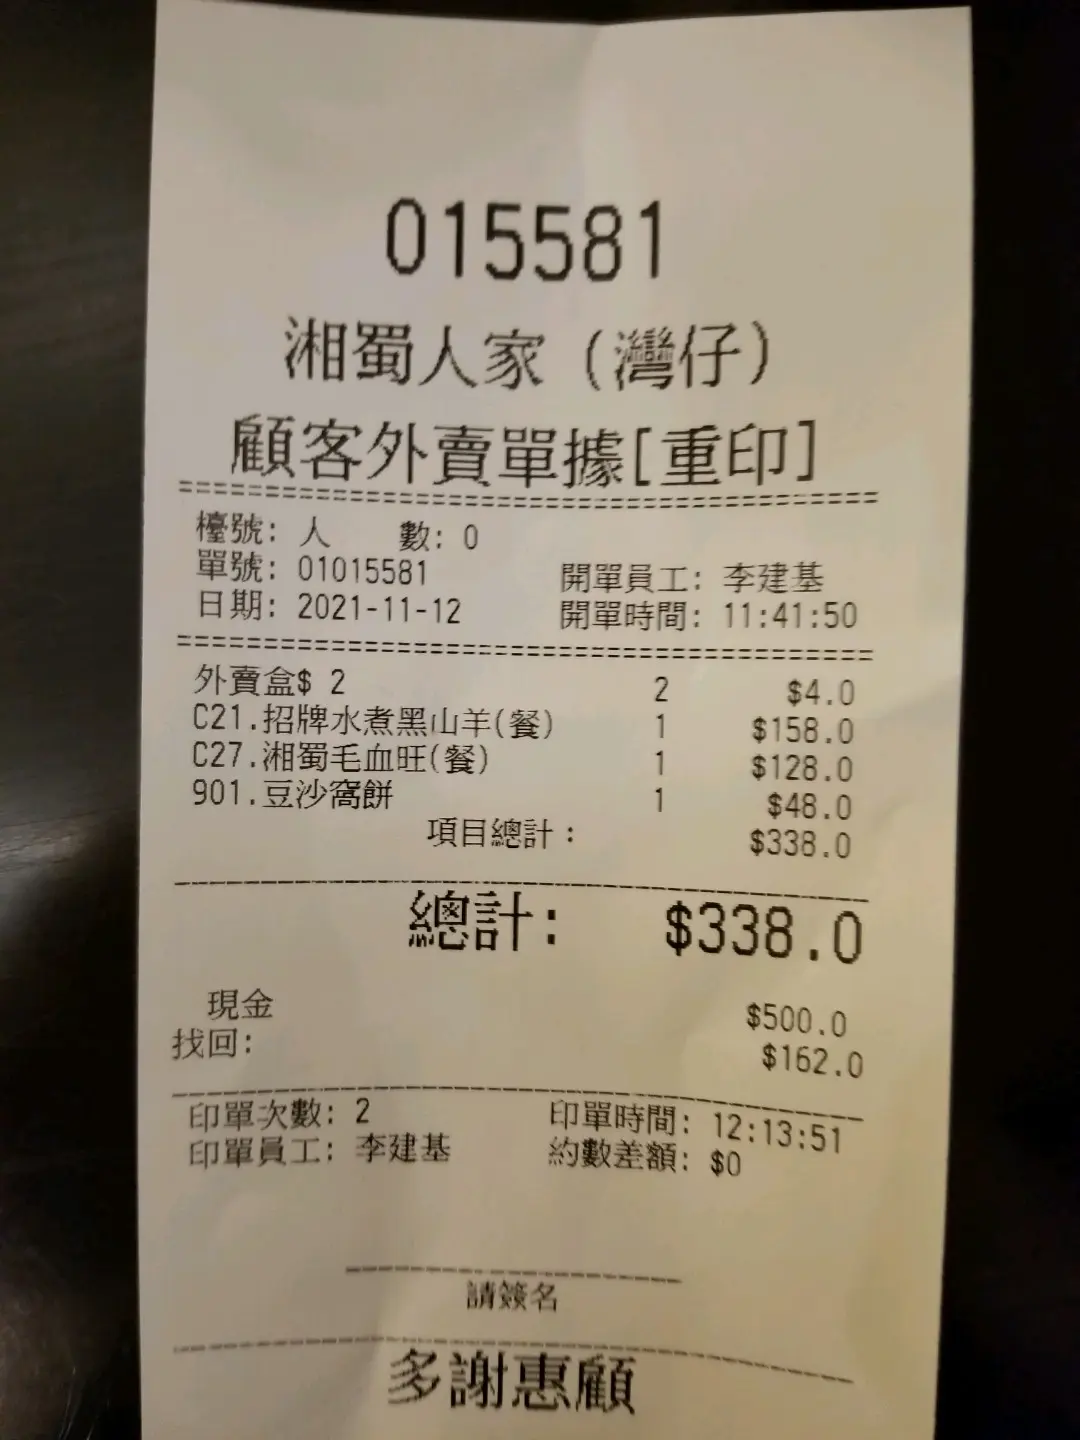 015581
湘蜀人家（灣仔）
顧客外賣單據[重印]
檯號: 人 數: 0
單號: 01015581 開單員工: 李建基
日期: 2021-11-12 開單時間: 11:41:50
外賣盒$ 2 2 $4.0
C21.招牌水煮黑山羊(餐) 1 $158.0
C27.湘蜀毛血旺(餐) 1 $128.0
901.豆沙窩餅 1 $48.0
項目總計： $338.0
總計: $338.0
現金 $500.0
找回: $162.0
印單次數: 2 印單時間: 12:13:51
印單員工: 李建基 約數差額: $0
請簽名
多謝惠顧